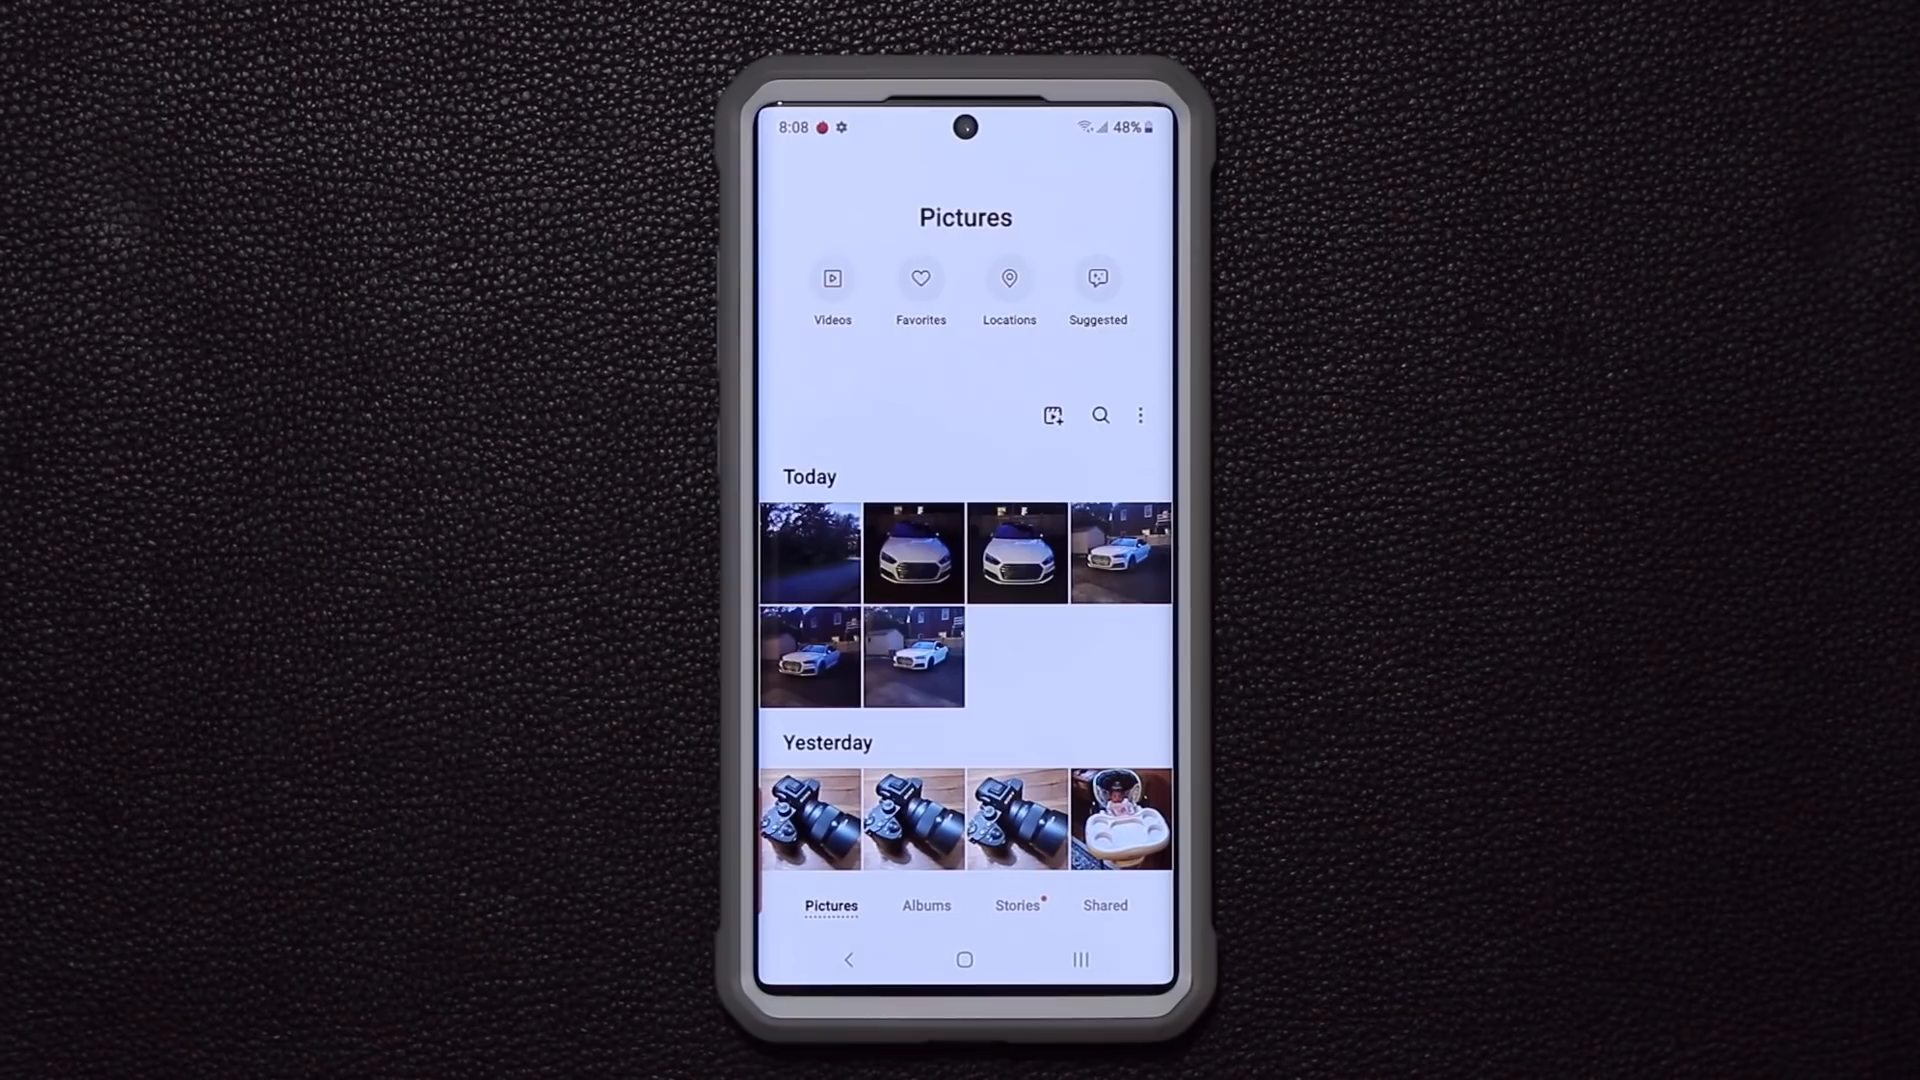 8:08 48%
Pictures
Videos Favorites Locations Suggested
Today
Yesterday
Pictures Albums Stories Shared